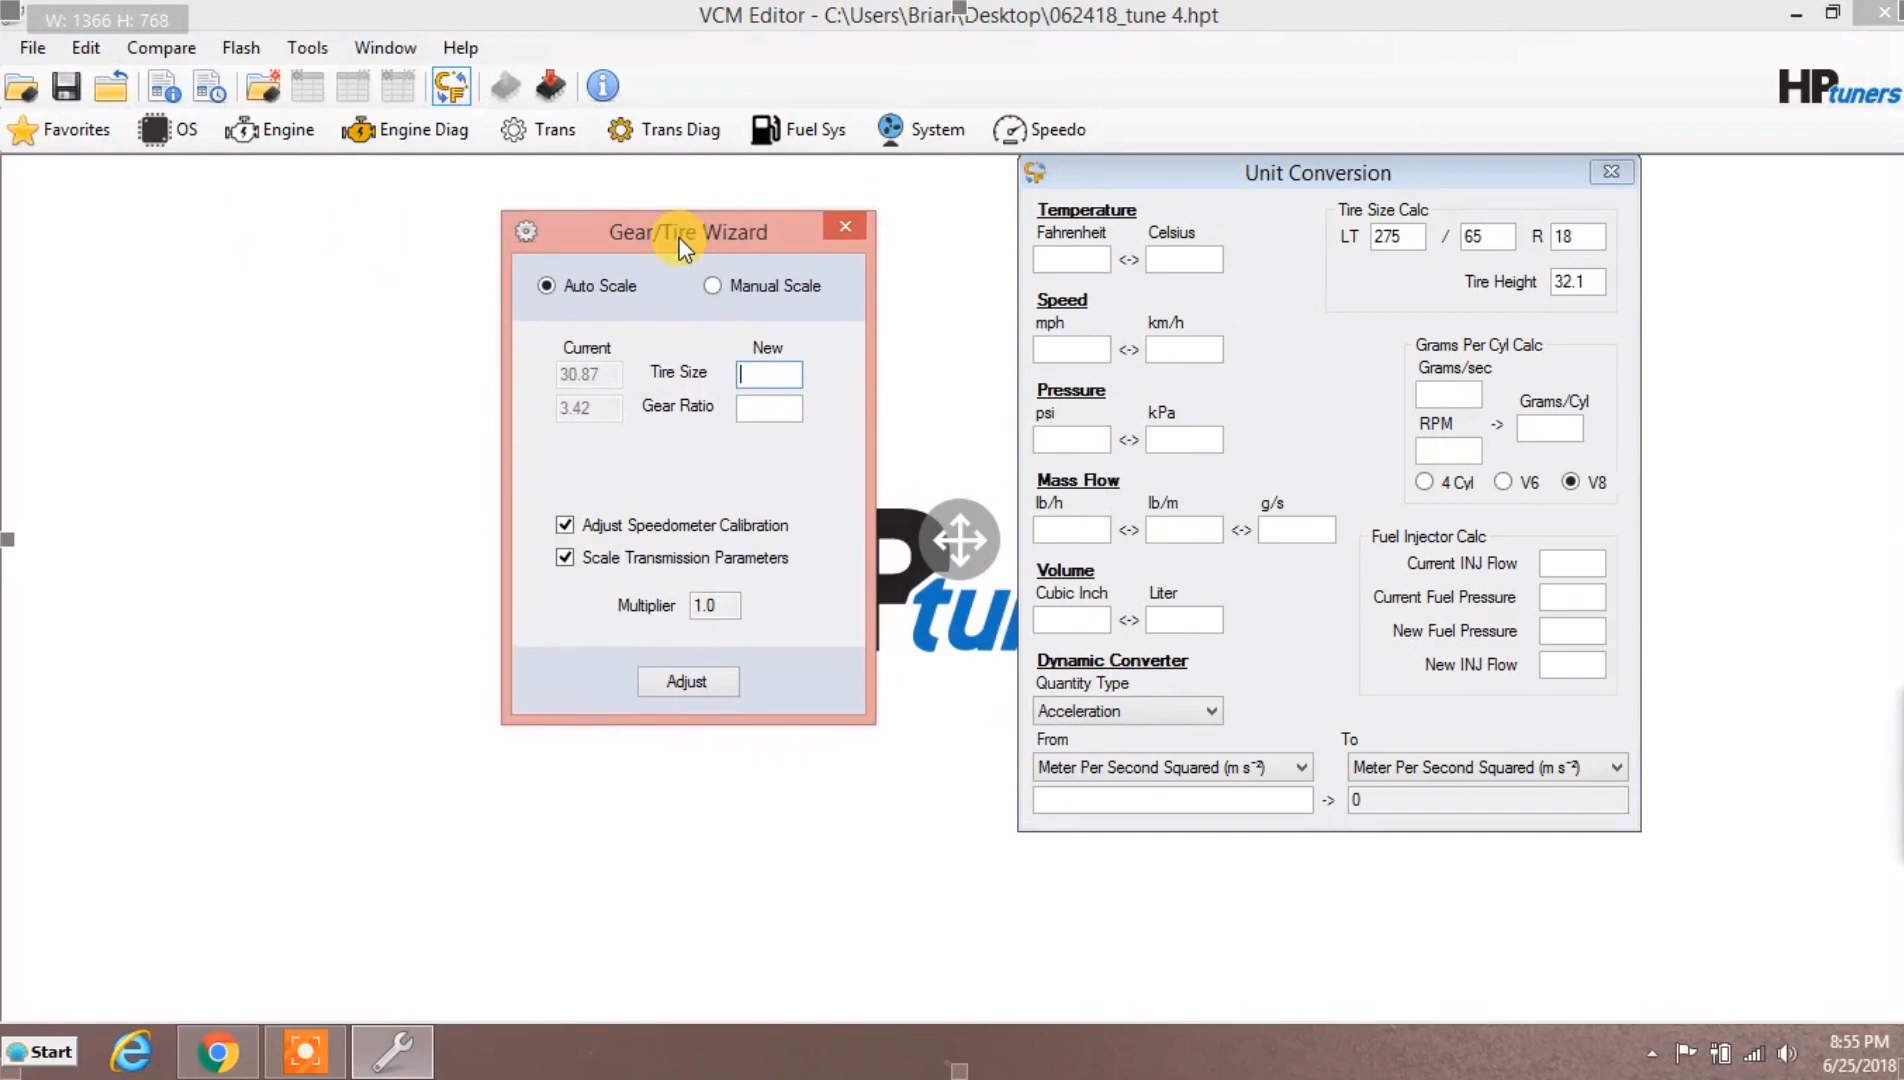 W: 1366 H: 768
VCM Editor - C:\Users\Brian\Desktop\062418_tune 4.hpt
File Edit Compare Flash Tools Window Help
HPtuners
Favorites OS Engine Engine Diag Trans Trans Diag Fuel Sys System Speedo
Gear/Tire Wizard
Auto Scale Manual Scale
Current New
30.87 Tire Size
3.42 Gear Ratio
Adjust Speedometer Calibration
Scale Transmission Parameters
Multiplier 1.0
Adjust
P
tun
Unit Conversion
Temperature
Fahrenheit Celsius
<->
Speed
mph km/h
<->
Pressure
psi kPa
<->
Mass Flow
lb/h lb/m g/s
<-> <->
Volume
Cubic Inch Liter
<->
Dynamic Converter
Quantity Type
Acceleration
From To
Meter Per Second Squared (m s⁻²) Meter Per Second Squared (m s⁻²)
-> 0
Tire Size Calc
LT 275 / 65 R 18
Tire Height 32.1
Grams Per Cyl Calc
Grams/sec
Grams/Cyl
RPM ->
4 Cyl V6 V8
Fuel Injector Calc
Current INJ Flow
Current Fuel Pressure
New Fuel Pressure
New INJ Flow
Start
8:55 PM
6/25/2018